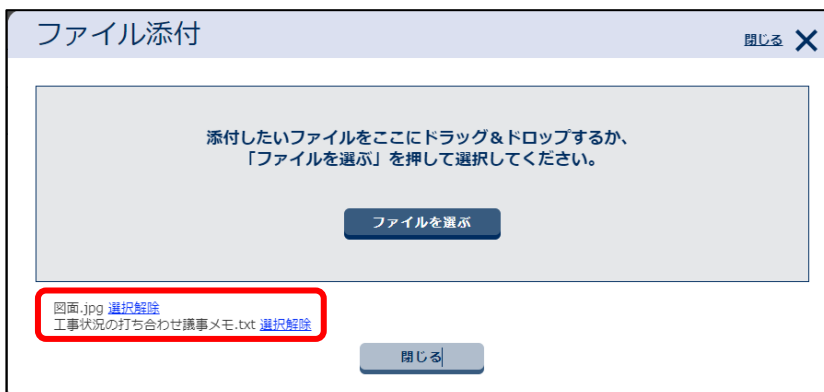 ファイル添付
閉じる
添付したいファイルをここにドラッグ&ドロップするか、
「ファイルを選ぶ」を押して選択してください。
ファイルを選ぶ
図面.jpg 選択解除
工事状況の打ち合わせ議事メモ.txt 選択解除
閉じる